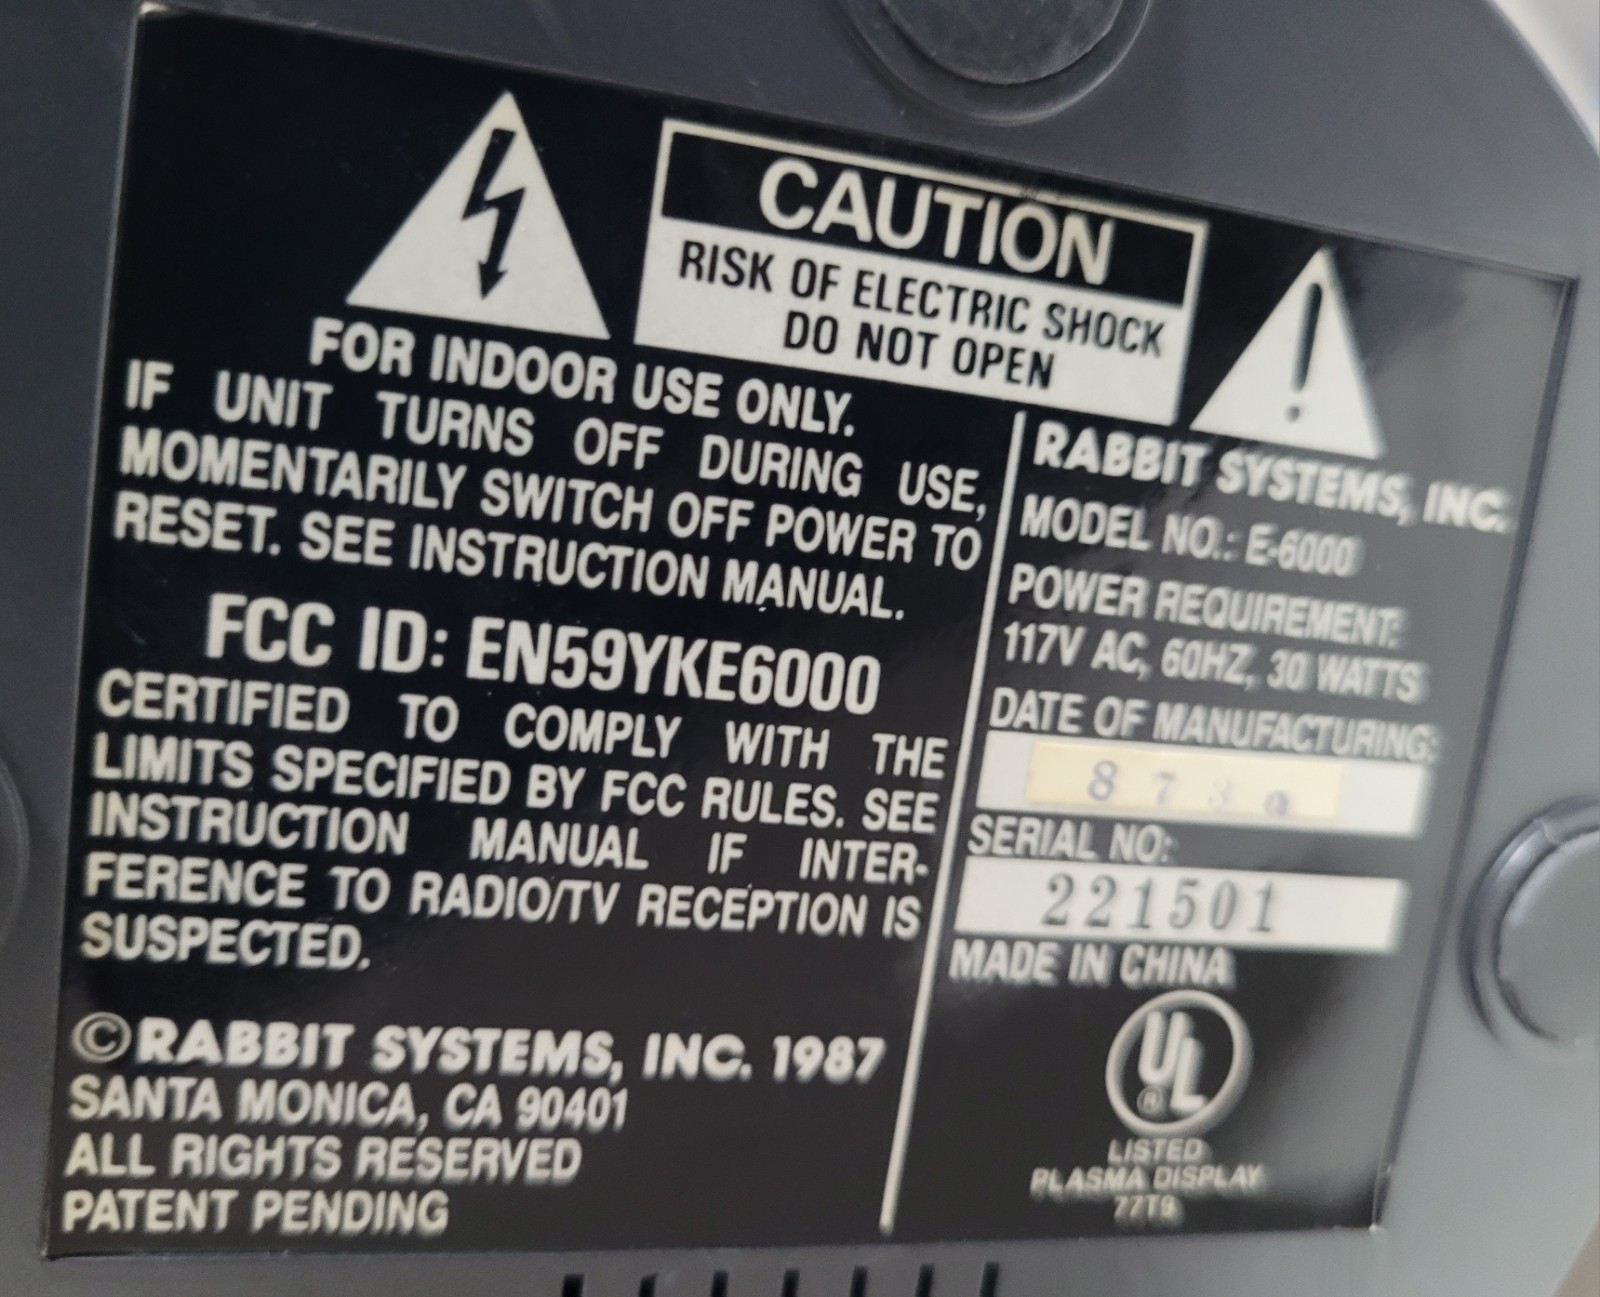 CAUTION
RISK OF ELECTRIC SHOCK
DO NOT OPEN
FOR INDOOR USE ONLY.
IF UNIT TURNS OFF DURING USE,
MOMENTARILY SWITCH OFF POWER TO
RESET. SEE INSTRUCTION MANUAL.
FCC ID: EN59YKE6000
CERTIFIED TO COMPLY WITH THE
LIMITS SPECIFIED BY FCC RULES. SEE
INSTRUCTION MANUAL IF INTER-
FERENCE TO RADIO/TV RECEPTION IS
SUSPECTED.
©RABBIT SYSTEMS, INC. 1987
SANTA MONICA, CA 90401
ALL RIGHTS RESERVED
PATENT PENDING
RABBIT SYSTEMS, INC.
MODEL NO.: E-6000
POWER REQUIREMENT:
117V AC, 60HZ, 30 WATTS
DATE OF MANUFACTURING:
SERIAL NO:
221501
MADE IN CHINA
UL
®
LISTED
PLASMA DISPLAY
77T9